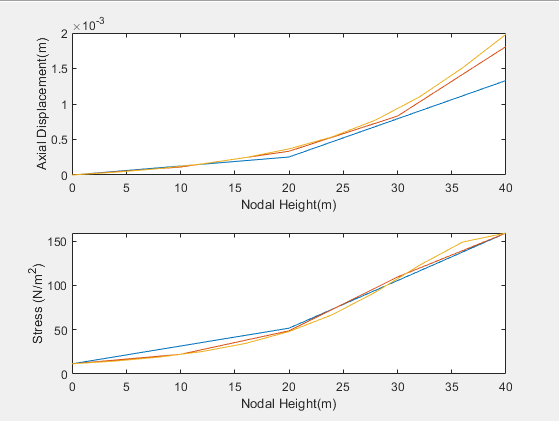 ×10⁻³
2
1.5
1
0.5
0
Axial Displacement(m)
0 5 10 15 20 25 30 35 40
Nodal Height(m)
150
100
50
0
Stress (N/m²)
0 5 10 15 20 25 30 35 40
Nodal Height(m)